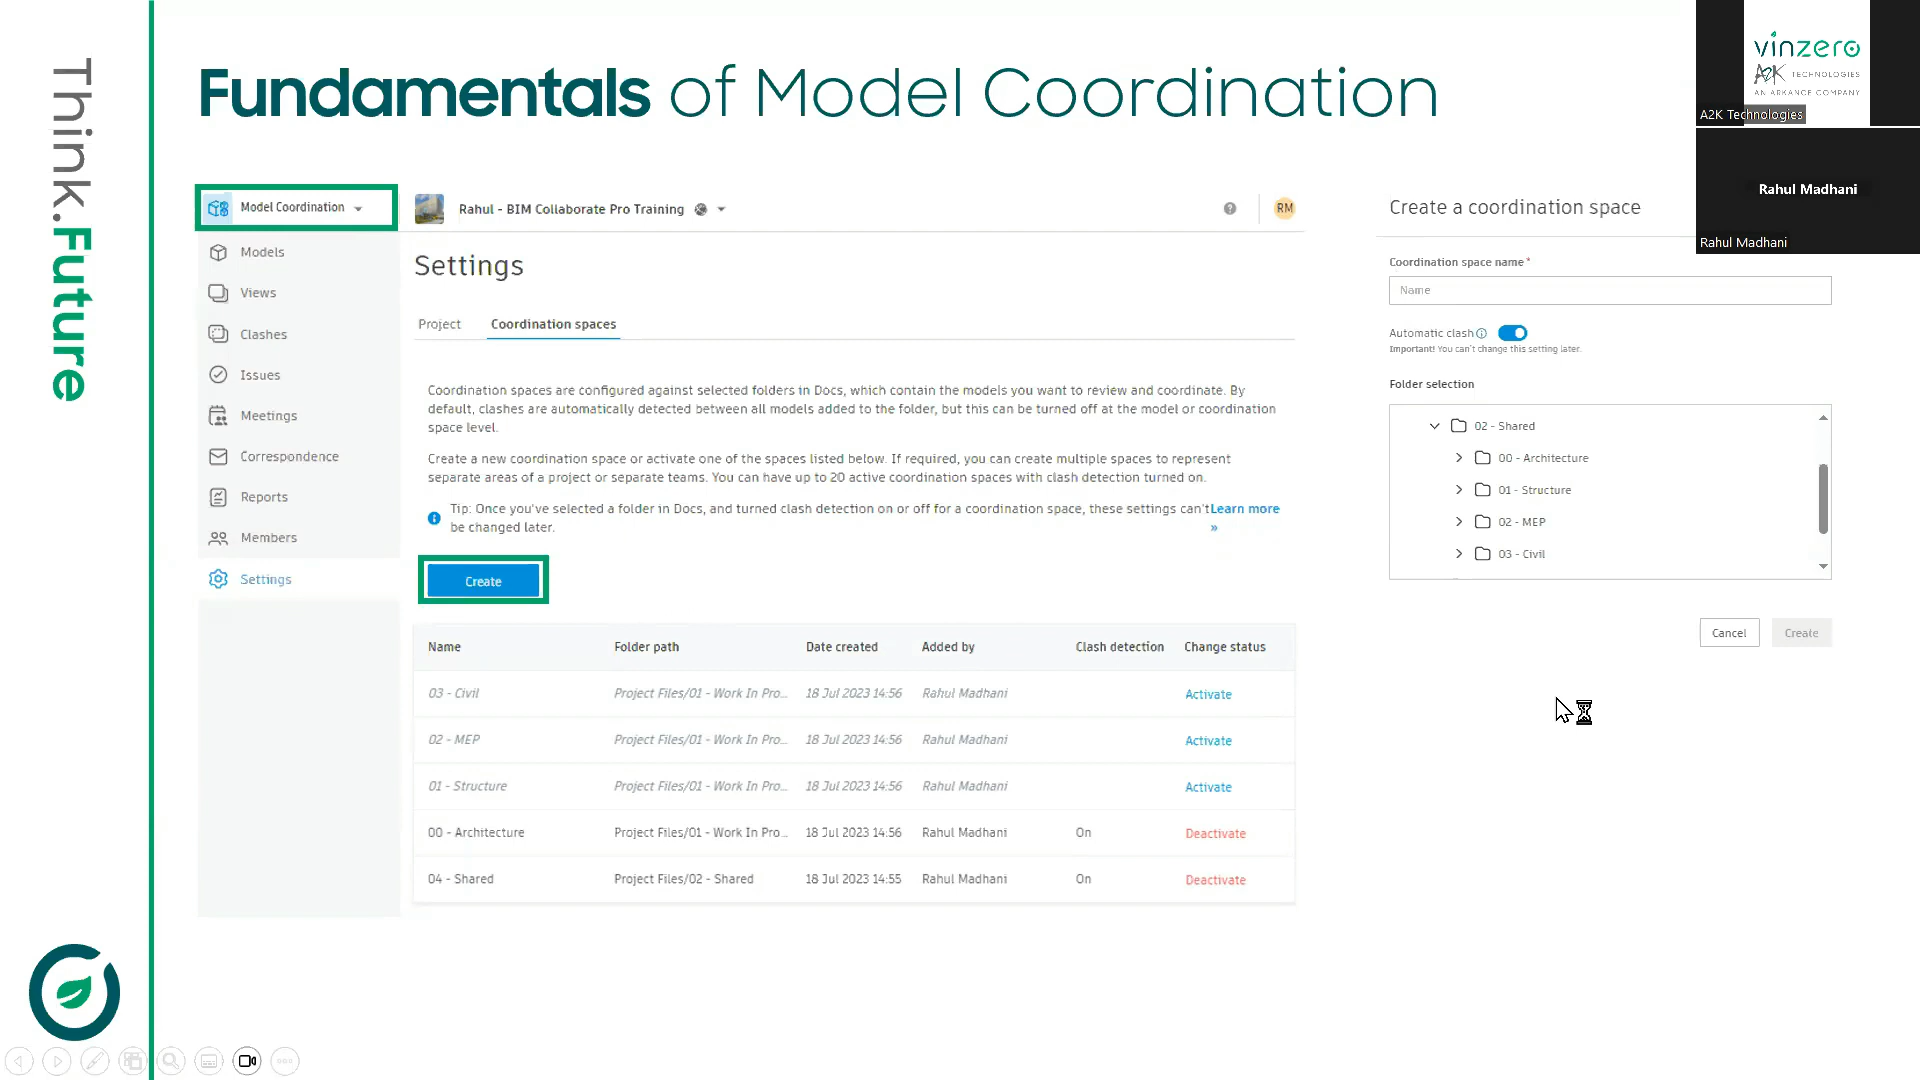 Think.Future
Fundamentals of Model Coordination
vinzero
A2K TECHNOLOGIES
AN ARKANCE COMPANY
A2K Technologies
Rahul Madhani
Rahul Madhani
Model Coordination
Models
Views
Clashes
Issues
Meetings
Correspondence
Reports
Members
Settings
Rahul - BIM Collaborate Pro Training
RM
Settings
Project
Coordination spaces
Coordination spaces are configured against selected folders in Docs, which contain the models you want to review and coordinate. By
default, clashes are automatically detected between all models added to the folder, but this can be turned off at the model or coordination
space level.
Create a new coordination space or activate one of the spaces listed below. If required, you can create multiple spaces to represent
separate areas of a project or separate teams. You can have up to 20 active coordination spaces with clash detection turned on.
Tip: Once you've selected a folder in Docs, and turned clash detection on or off for a coordination space, these settings can't Learn more
be changed later. »
Create
Name Folder path Date created Added by Clash detection Change status
03 - Civil Project Files/01 - Work In Pro... 18 Jul 2023 14:56 Rahul Madhani Activate
02 - MEP Project Files/01 - Work In Pro... 18 Jul 2023 14:56 Rahul Madhani Activate
01 - Structure Project Files/01 - Work In Pro... 18 Jul 2023 14:56 Rahul Madhani Activate
00 - Architecture Project Files/01 - Work In Pro... 18 Jul 2023 14:56 Rahul Madhani On Deactivate
04 - Shared Project Files/02 - Shared 18 Jul 2023 14:55 Rahul Madhani On Deactivate
Create a coordination space
Coordination space name *
Name
Automatic clash
Important! You can't change this setting later.
Folder selection
02 - Shared
00 - Architecture
01 - Structure
02 - MEP
03 - Civil
Cancel
Create